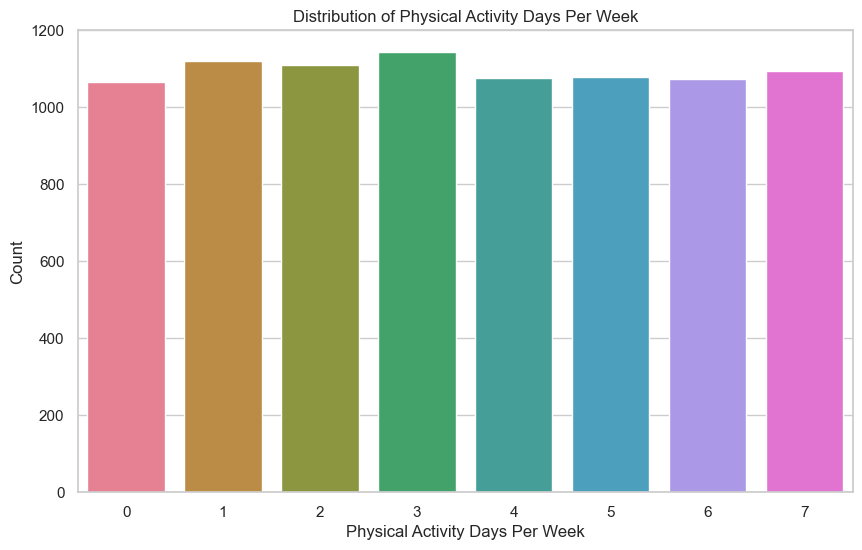 Distribution of Physical Activity Days Per Week
1200
1000
800
600
400
200
0
Count
0 1 2 3 4 5 6 7
Physical Activity Days Per Week